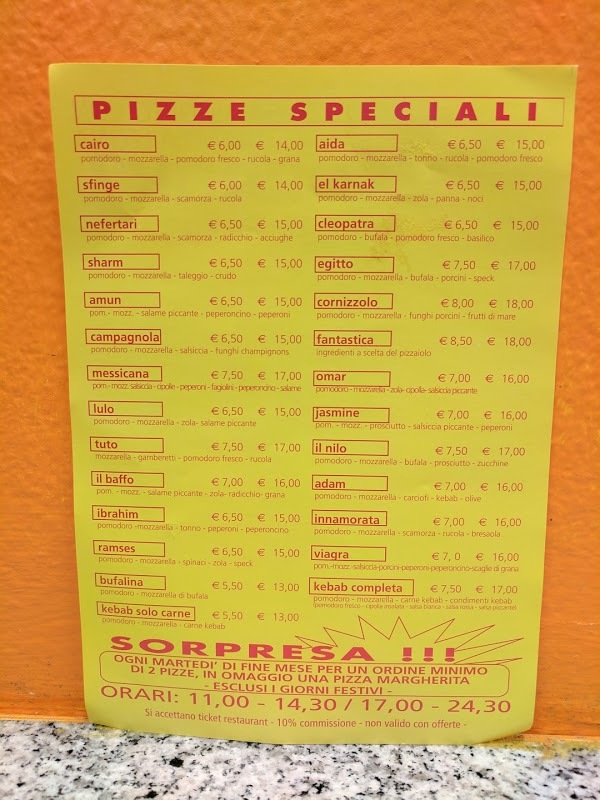 PIZZE SPECIALI
cairo € 6,00 € 14,00
pomodoro - mozzarella - pomodoro fresco - rucola - grana
sfinge € 6,00 € 14,00
pomodoro - mozzarella - scamorza - rucola
nefertari € 6,50 € 15,00
pomodoro - mozzarella - scamorza - radicchio - acciughe
sharm € 6,50 € 15,00
pomodoro - mozzarella - taleggio - crudo
amun € 6,50 € 15,00
pom.- mozz. - salame piccante - peperoncino - peperoni
campagnola € 6,50 € 15,00
pomodoro - mozzarella - salsiccia - funghi champignons
messicana € 7,50 € 17,00
pom.- mozz. salsiccia - cipolle - peperoni - fagiolini - peperoncino - salame
lulo € 6,50 € 15,00
pomodoro - mozzarella - zola- salame piccante
tuto € 7,50 € 17,00
mozzarella - gamberetti - pomodoro fresco - rucola
il baffo € 7,00 € 16,00
pom. - mozz. - salame piccante - zola- radicchio- grana
ibrahim € 6,50 € 15,00
pomodoro -mozzarella - tonno - peperoni - peperoncino
ramses € 6,50 € 15,00
pomodoro - mozzarella - spinaci - zola - speck
bufalina € 5,50 € 13,00
pomodoro - mozzarella di bufala
kebab solo carne € 5,50 € 13,00
pomodoro - mozzarella - carne kebab
aida € 6,50 € 15,00
pomodoro - mozzarella - tonno - rucola - pomodoro fresco
el karnak € 6,50 € 15,00
pomodoro - mozzarella - zola - panna - noci
cleopatra € 6,50 € 15,00
pomodoro - bufala - pomodoro fresco - basilico
egitto € 7,50 € 17,00
pomodoro - mozzarella - bufala - porcini - speck
cornizzolo € 8,00 € 18,00
pomodoro - mozzarella - funghi porcini - frutti di mare
fantastica € 8,50 € 18,00
ingredienti a scelta del pizzaiolo
omar € 7,00 € 16,00
pomodoro - mozzarella - zola- cipolla- salsiccia piccante
jasmine € 7,00 € 16,00
pom. - mozz. - prosciutto - salsiccia piccante - peperoni
il nilo € 7,50 € 17,00
pomodoro - mozzarella - bufala - prosciutto - zucchine
adam € 7,00 € 16,00
pomodoro - mozzarella - carciofi - kebab - olive
innamorata € 7,00 € 16,00
pomodoro - mozzarella - scamorza - rucola - bresaola
viagra € 7, 0 € 16,00
pom.-mozz.-salsiccia-porcini-peperoni-peperonono-scaglie di grana
kebab completa € 7,50 € 17,00
pomodoro - mozzarella - carne kebab - condimenti kebab
(pomodoro fresco - cipolla insalata - salsa bianca - salsa rossa - salsa piccante)
SORPRESA !!!
OGNI MARTEDI' DI FINE MESE PER UN ORDINE MINIMO
DI 2 PIZZE, IN OMAGGIO UNA PIZZA MARGHERITA
- ESCLUSI I GIORNI FESTIVI -
ORARI: 11,00 - 14,30 / 17,00 - 24,30
Si accettano ticket restaurant - 10% commissione - non valido con offerte -